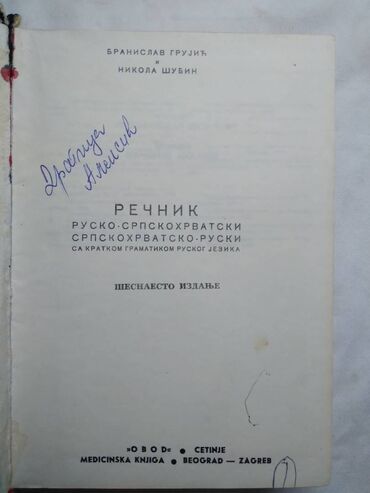 БРАНИСЛАВ ГРУЈИЋ
и
НИКОЛА ШУБИН
РЕЧНИК
РУСКО-СРПСКОХРВАТСКИ
СРПСКОХРВАТСКО-РУСКИ
СА КРАТКОМ ГРАМАТИКОМ РУСКОГ ЈЕЗИКА
ШЕСНАЕСТО ИЗДАЊЕ
»OBOD« ● CETINJE
MEDICINSKA KNJIGA ● BEOGRAD — ZAGREB